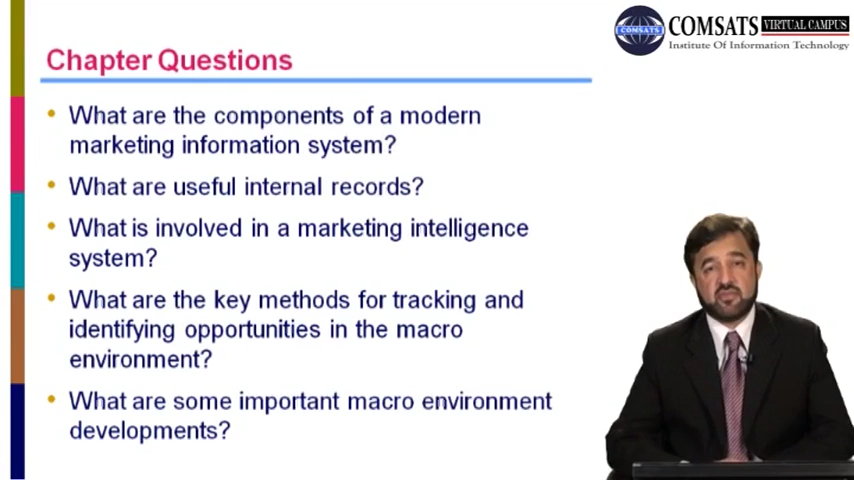 COMSATS
COMSATS VIRTUAL CAMPUS
Institute Of Information Technology
Chapter Questions
• What are the components of a modern
marketing information system?
• What are useful internal records?
• What is involved in a marketing intelligence
system?
• What are the key methods for tracking and
identifying opportunities in the macro
environment?
• What are some important macro environment
developments?